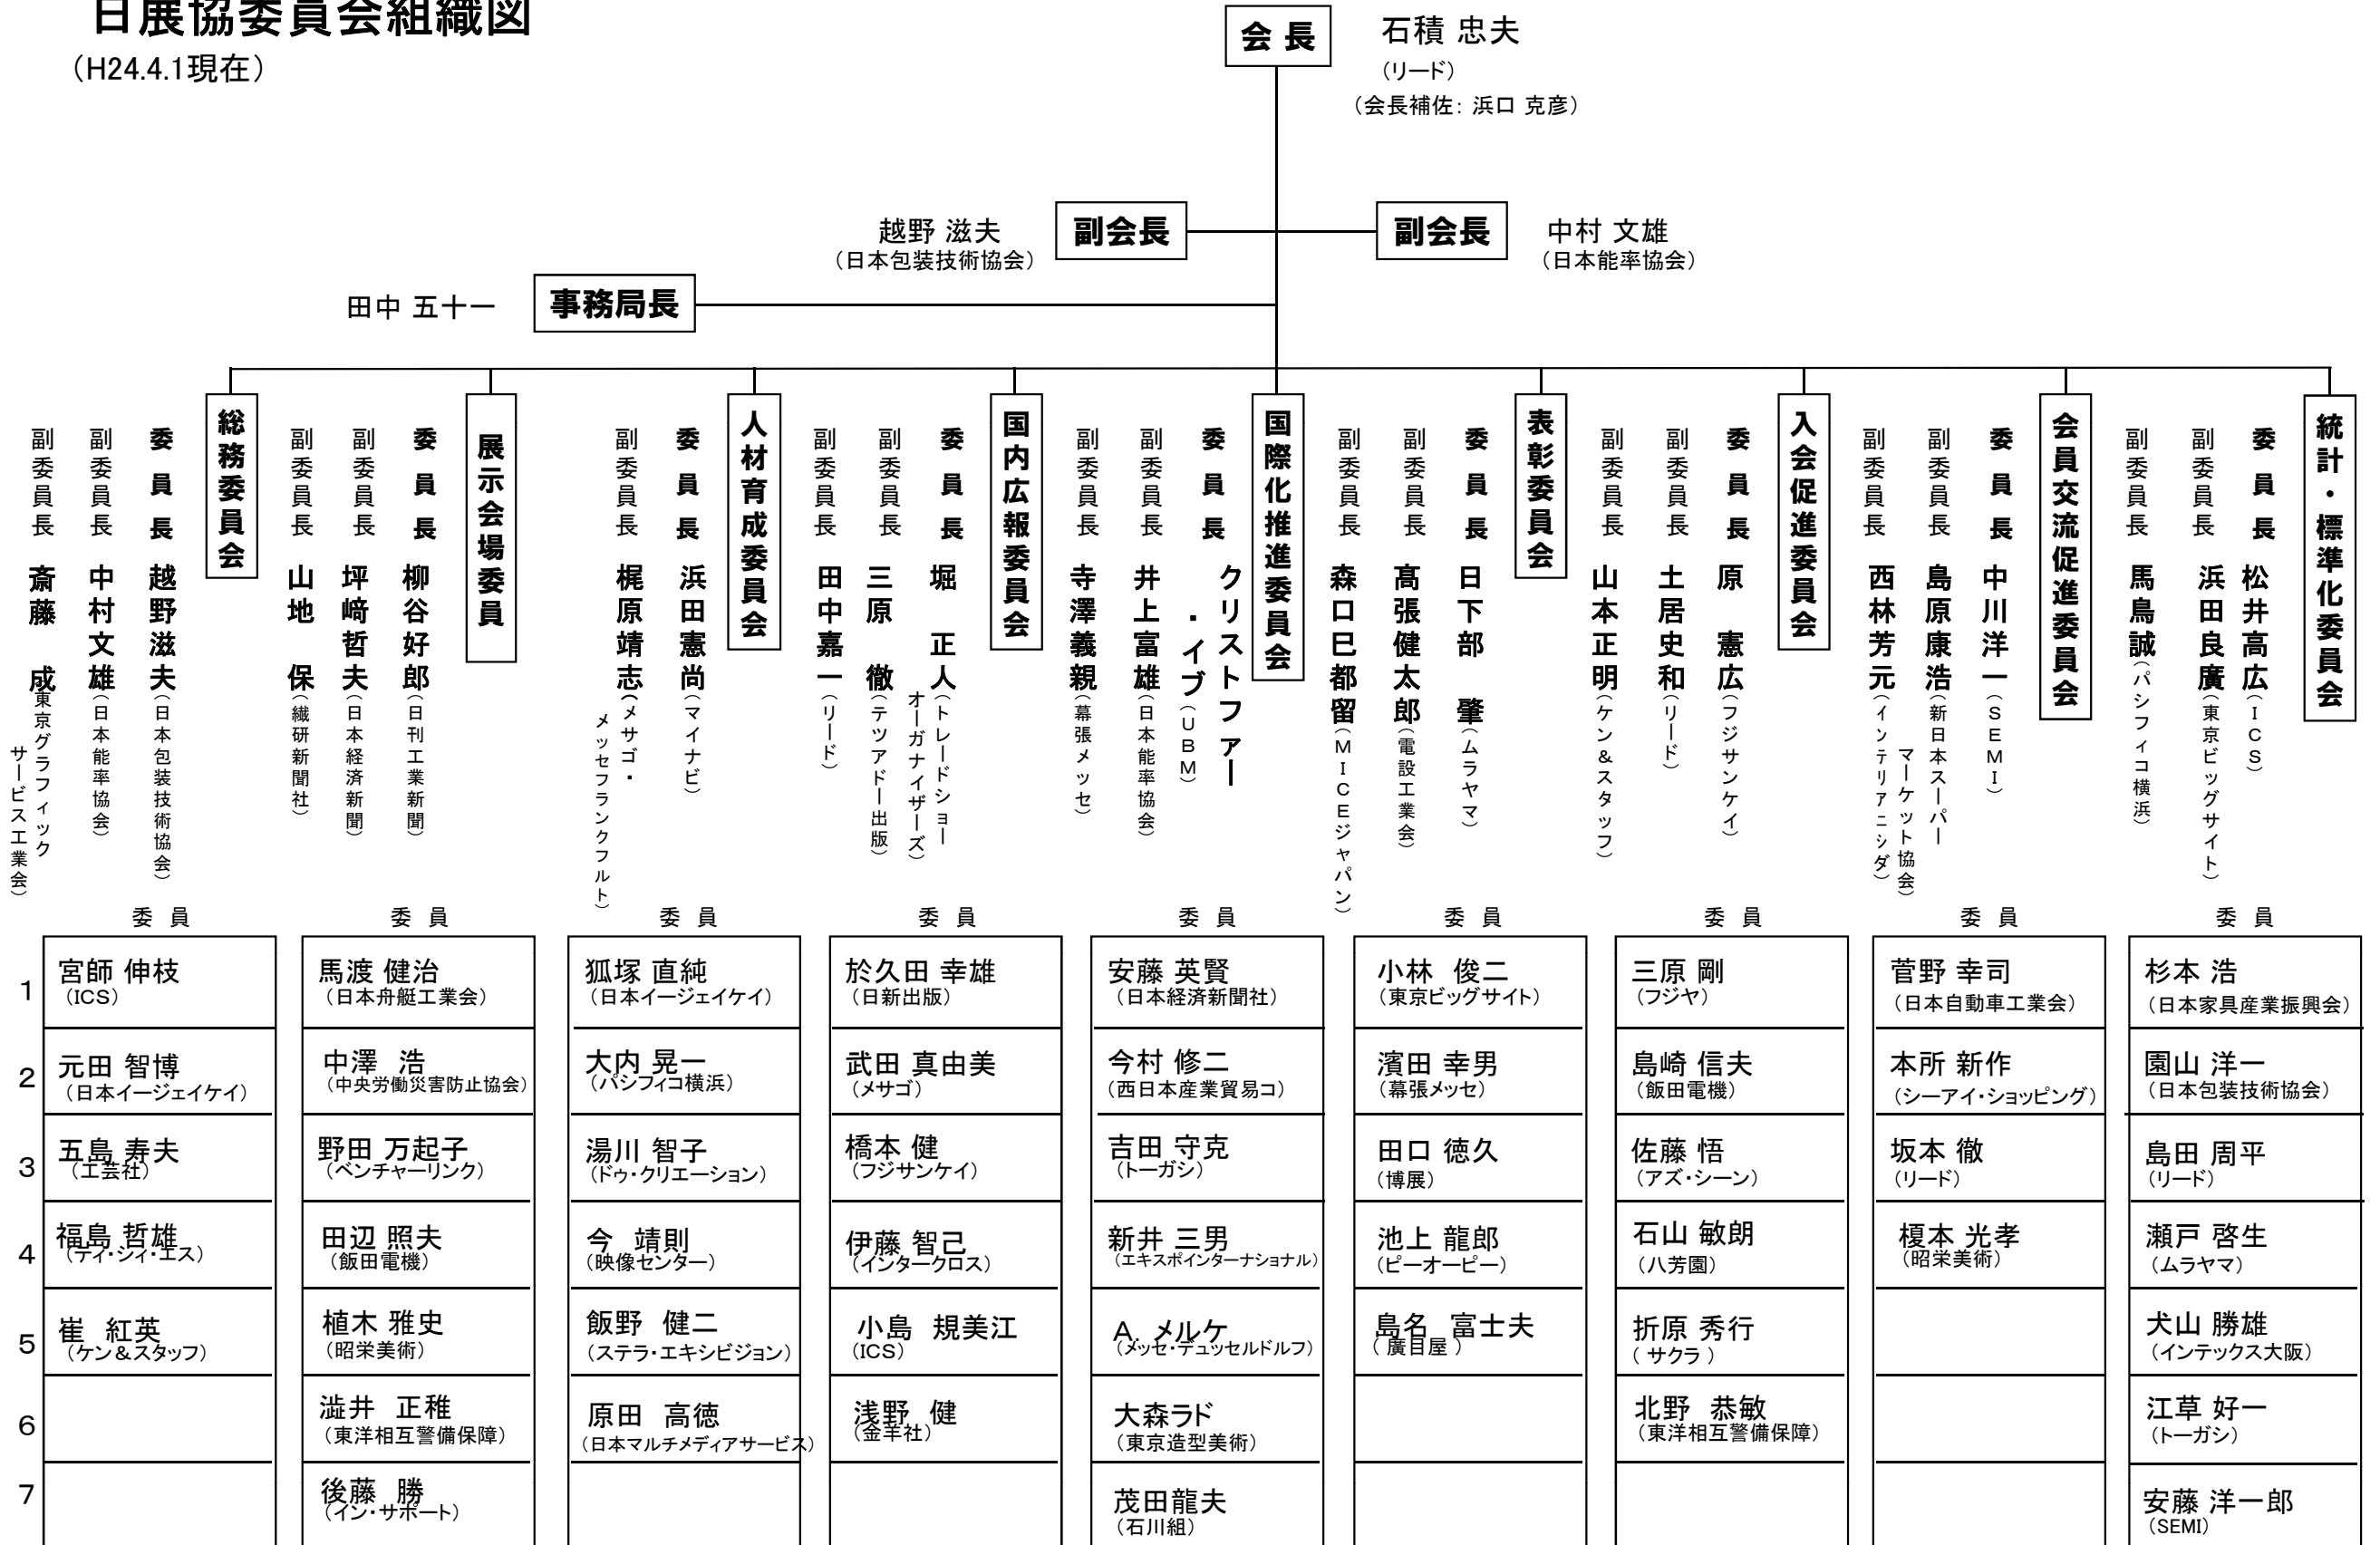 日展協委員会組織図
（H24.4.1現在）
会 長
石積 忠夫
（リード）
（会長補佐：浜口 克彦）
越野 滋夫
（日本包装技術協会）
副会長
副会長
中村 文雄
（日本能率協会）
田中 五十一
事務局長
総務委員会
委員長 越野滋夫（日本包装技術協会）
副委員長 中村文雄（日本能率協会）
副委員長 斎藤 成東京グラフィック
サービス工業会）
展示会場委員
委員長 柳谷好郎（日刊工業新聞）
副委員長 坪﨑哲夫（日本経済新聞）
副委員長 山地 保（繊研新聞社）
人材育成委員会
委員長 浜田憲尚（マイナビ）
副委員長 梶原靖志（メサゴ・
メッセフランクフルト）
国内広報委員会
委員長 堀 正人（トレードショー
オーガナイザーズ）
副委員長 三原 徹（テツアドー出版）
副委員長 田中嘉一（リード）
国際化推進委員会
委員長 クリストファー
・イブ（ＵＢＭ）
副委員長 井上富雄（日本能率協会）
副委員長 寺澤義親（幕張メッセ）
表彰委員会
委員長 日下部 肇（ムラヤマ）
副委員長 髙張健太郎（電設工業会）
副委員長 森口巳都留（ＭＩＣＥジャパン）
入会促進委員会
委員長 原 憲広（フジサンケイ）
副委員長 土居史和（リード）
副委員長 山本正明（ケン＆スタッフ）
会員交流促進委員会
委員長 中川洋一（ＳＥＭＩ）
副委員長 島原康浩（新日本スーパー
マーケット協会）
副委員長 西林芳元（インテリアニシダ）
統計・標準化委員会
委員長 松井高広（ＩＣＳ）
副委員長 浜田良廣（東京ビッグサイト）
副委員長 馬鳥誠（パシフィコ横浜）
委 員
委 員
委 員
委 員
委 員
委 員
委 員
委 員
委 員
1
宮師 伸枝
（ICS）
馬渡 健治
（日本舟艇工業会）
狐塚 直純
（日本イージェイケイ）
於久田 幸雄
（日新出版）
安藤 英賢
（日本経済新聞社）
小林 俊二
（東京ビッグサイト）
三原 剛
（フジヤ）
菅野 幸司
（日本自動車工業会）
杉本 浩
（日本家具産業振興会）
2
元田 智博
（日本イージェイケイ）
中澤 浩
（中央労働災害防止協会）
大内 晃一
（パシフィコ横浜）
武田 真由美
（メサゴ）
今村 修二
（西日本産業貿易コ）
濱田 幸男
（幕張メッセ）
島崎 信夫
（飯田電機）
本所 新作
（シーアイ・ショッピング）
園山 洋一
（日本包装技術協会）
3
五島 寿夫
（工芸社）
野田 万起子
（ベンチャーリンク）
湯川 智子
（ドゥ・クリエーション）
橋本 健
（フジサンケイ）
吉田 守克
（トーガシ）
田口 徳久
（博展）
佐藤 悟
（アズ・シーン）
坂本 徹
（リード）
島田 周平
（リード）
4
福島 哲雄
（ティ・シィ・エス）
田辺 照夫
（飯田電機）
今 靖則
（映像センター）
伊藤 智己
（インタークロス）
新井 三男
（エキスポインターナショナル）
池上 龍郎
（ピーオーピー）
石山 敏朗
（八芳園）
榎本 光孝
（昭栄美術）
瀬戸 啓生
（ムラヤマ）
5
崔 紅英
（ケン＆スタッフ）
植木 雅史
（昭栄美術）
飯野 健二
（ステラ・エキシビジョン）
小島 規美江
（ICS）
A. メルケ
（メッセ・デュッセルドルフ）
島名 富士夫
（ 廣目屋 ）
折原 秀行
（ サクラ ）
犬山 勝雄
（インテックス大阪）
6
澁井 正稚
（東洋相互警備保障）
原田 高徳
（日本マルチメディアサービス）
浅野 健
（金羊社）
大森ラド
（東京造型美術）
北野 恭敏
（東洋相互警備保障）
江草 好一
（トーガシ）
7
後藤 勝
（イン・サポート）
茂田龍夫
（石川組）
安藤 洋一郎
（SEMI）